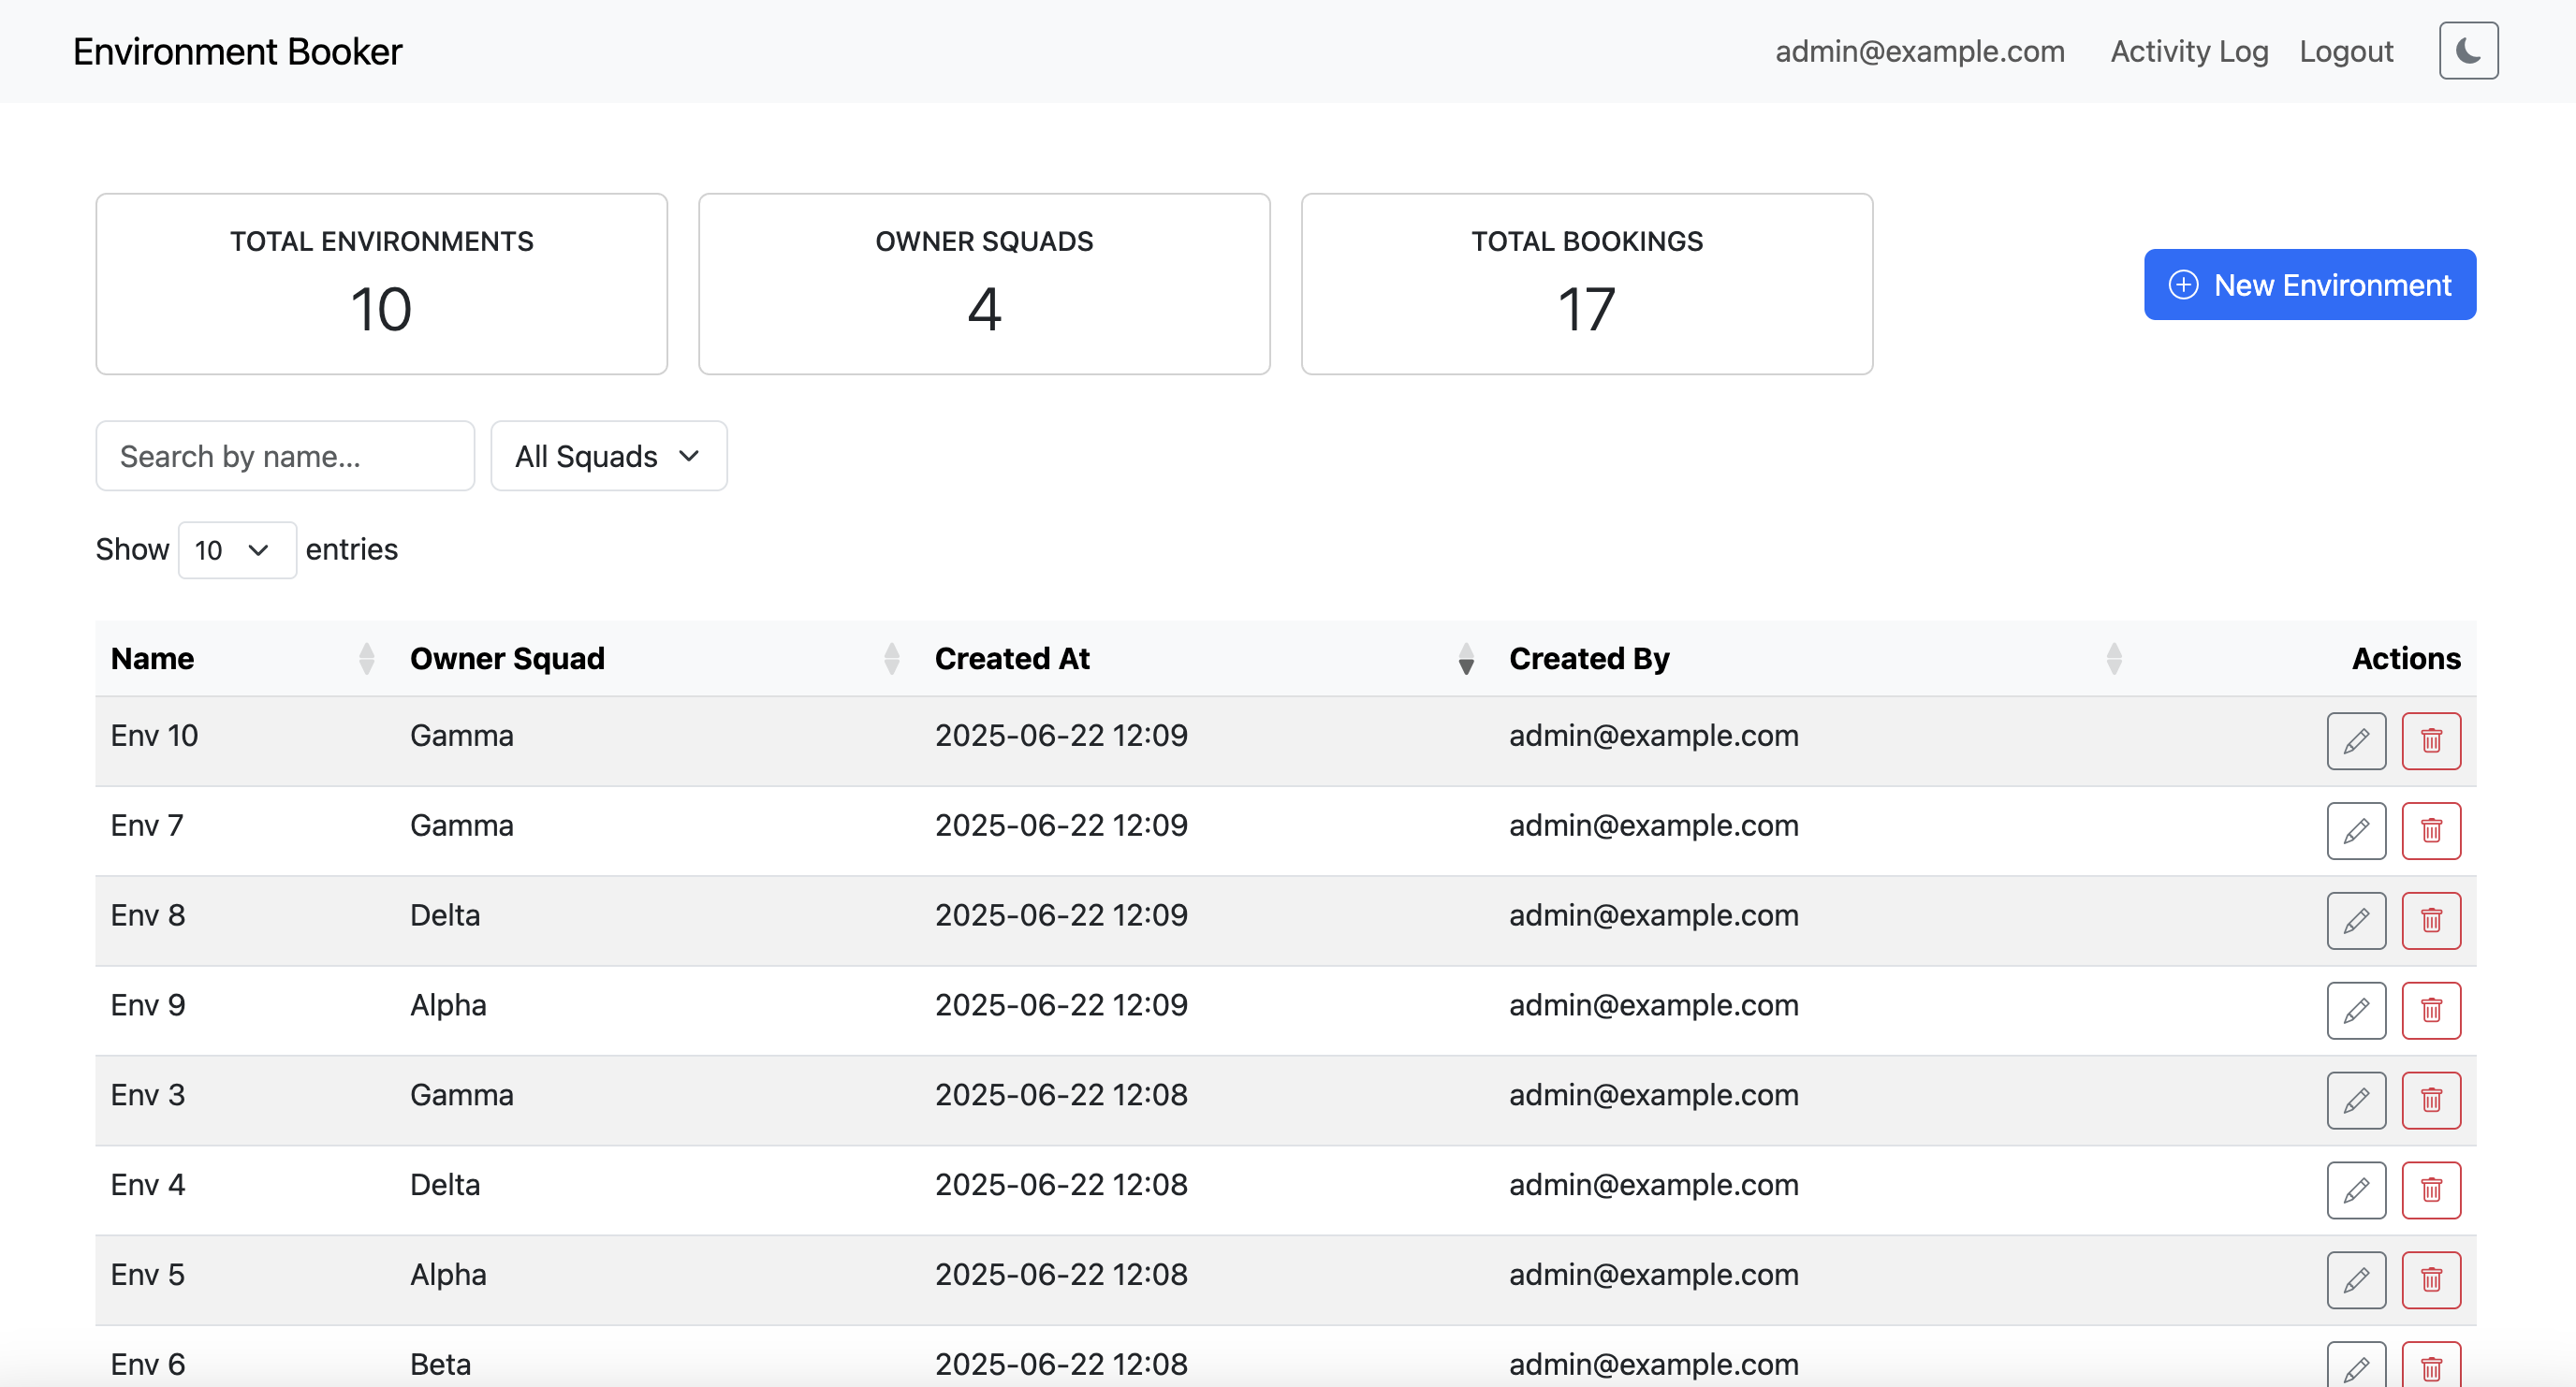 Environment Booker admin@example.com Activity Log Logout
TOTAL ENVIRONMENTS OWNER SQUADS TOTAL BOOKINGS
10 4 17
New Environment
Search by name... All Squads
Show 10 entries
Name Owner Squad Created At Created By Actions
Env 10 Gamma 2025-06-22 12:09 admin@example.com
Env 7 Gamma 2025-06-22 12:09 admin@example.com
Env 8 Delta 2025-06-22 12:09 admin@example.com
Env 9 Alpha 2025-06-22 12:09 admin@example.com
Env 3 Gamma 2025-06-22 12:08 admin@example.com
Env 4 Delta 2025-06-22 12:08 admin@example.com
Env 5 Alpha 2025-06-22 12:08 admin@example.com
Env 6 Beta 2025-06-22 12:08 admin@example.com